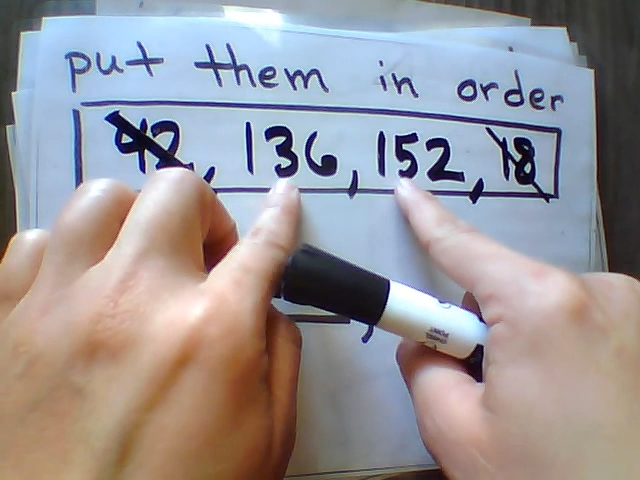 put them in order
42, 136, 152, 18
,